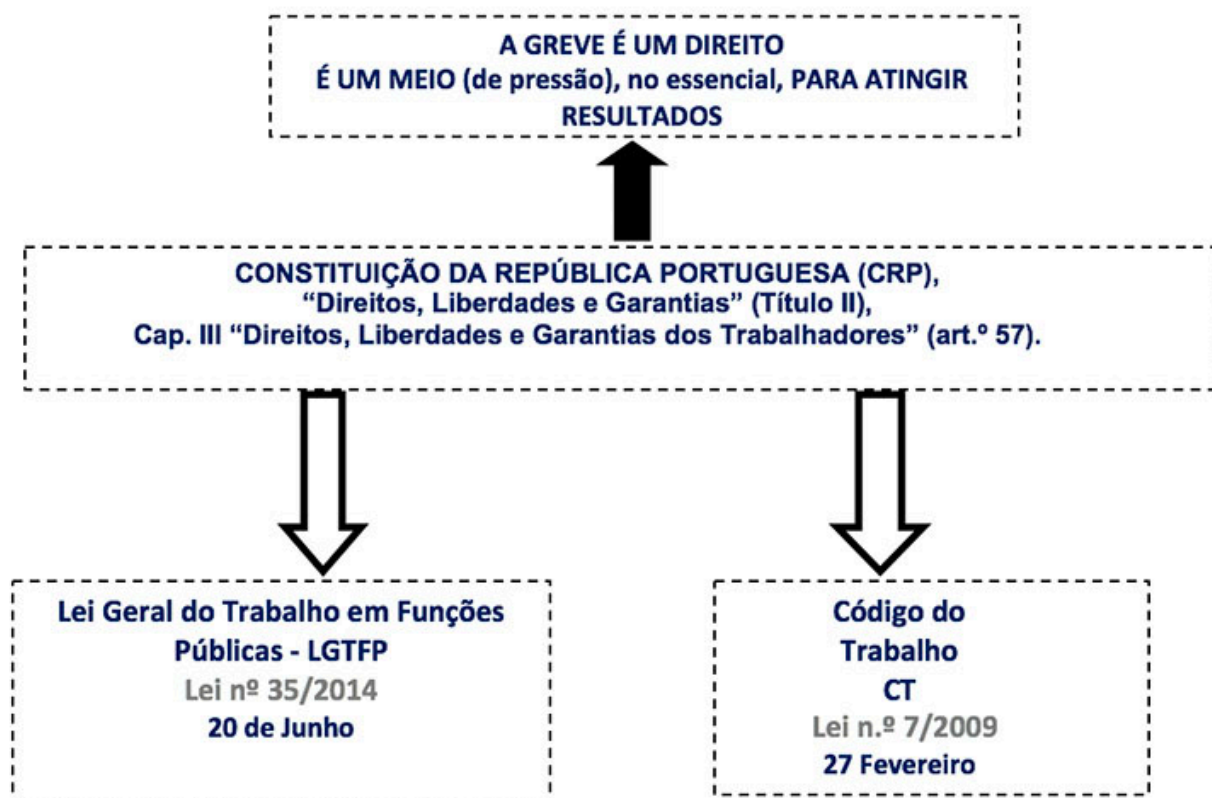 A GREVE É UM DIREITO
É UM MEIO (de pressão), no essencial, PARA ATINGIR
RESULTADOS
CONSTITUIÇÃO DA REPÚBLICA PORTUGUESA (CRP),
“Direitos, Liberdades e Garantias” (Título II),
Cap. III “Direitos, Liberdades e Garantias dos Trabalhadores” (art.º 57).
Lei Geral do Trabalho em Funções
Públicas - LGTFP
Lei nº 35/2014
20 de Junho
Código do
Trabalho
CT
Lei n.º 7/2009
27 Fevereiro